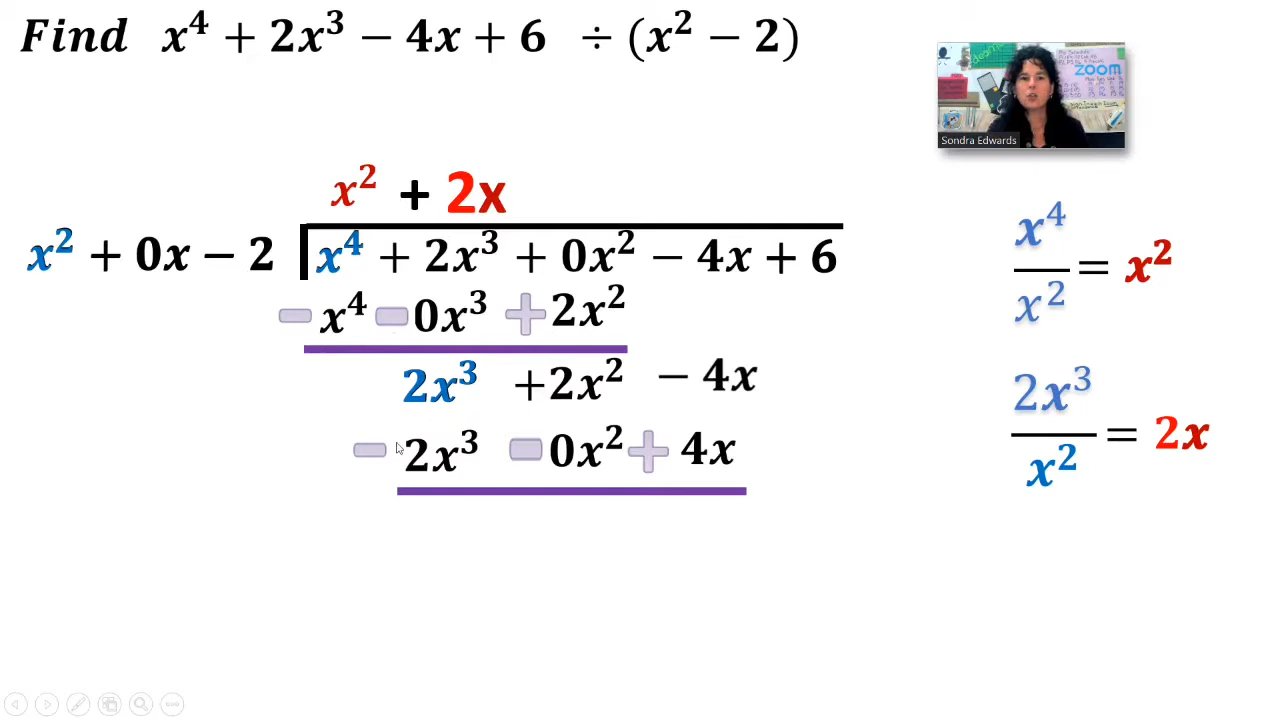 Find x⁴ + 2x³ − 4x + 6 ÷ (x² − 2)
ZOOM
Sondra Edwards
x² + 2x
x² + 0x − 2 x⁴ + 2x³ + 0x² − 4x + 6
− x⁴ − 0x³ + 2x²
2x³ + 2x² − 4x
− 2x³ − 0x² + 4x
x⁴
x² = x²
2x³
x² = 2x